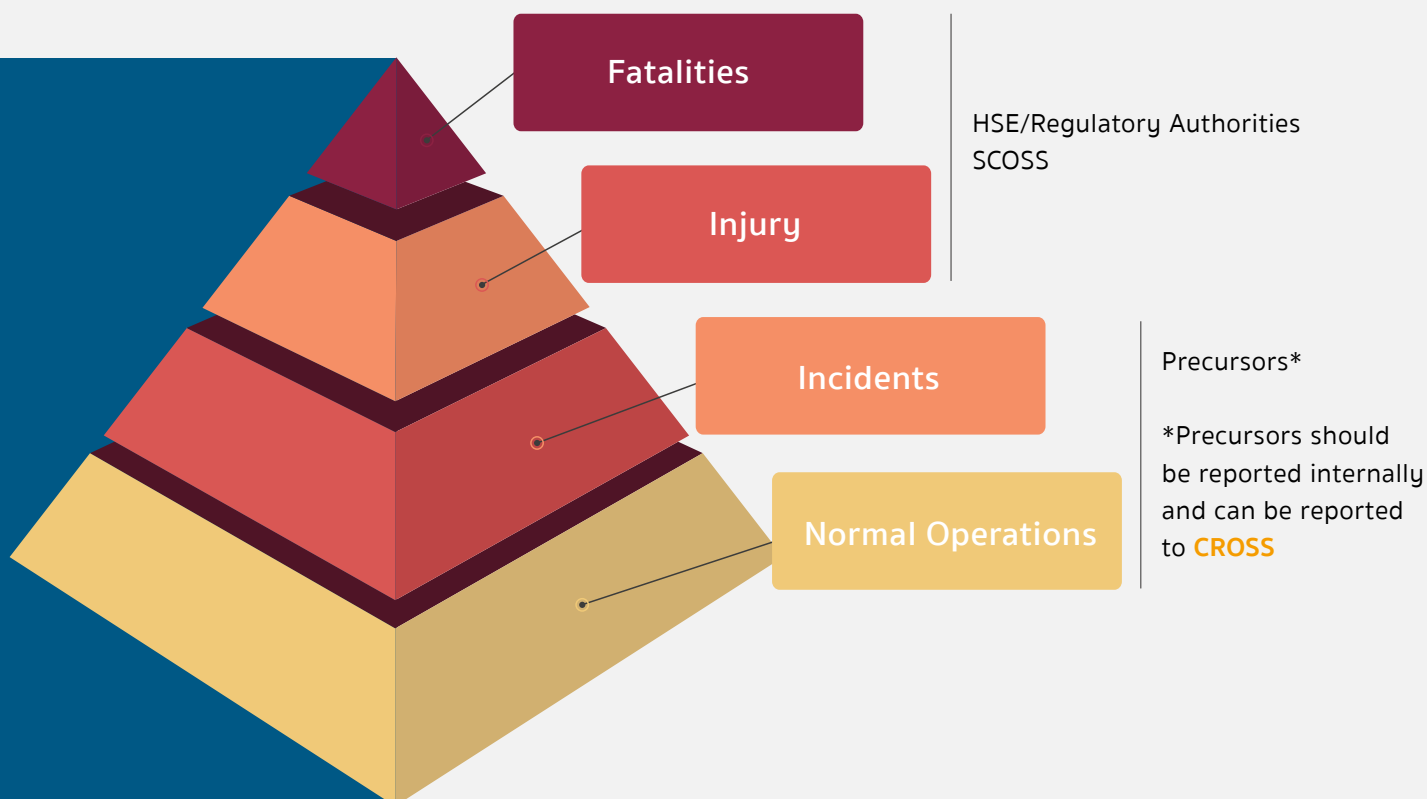 Fatalities
HSE/Regulatory Authorities
SCOSS
Injury
Incidents
Precursors*
*Precursors should
be reported internally
and can be reported
to CROSS
Normal Operations